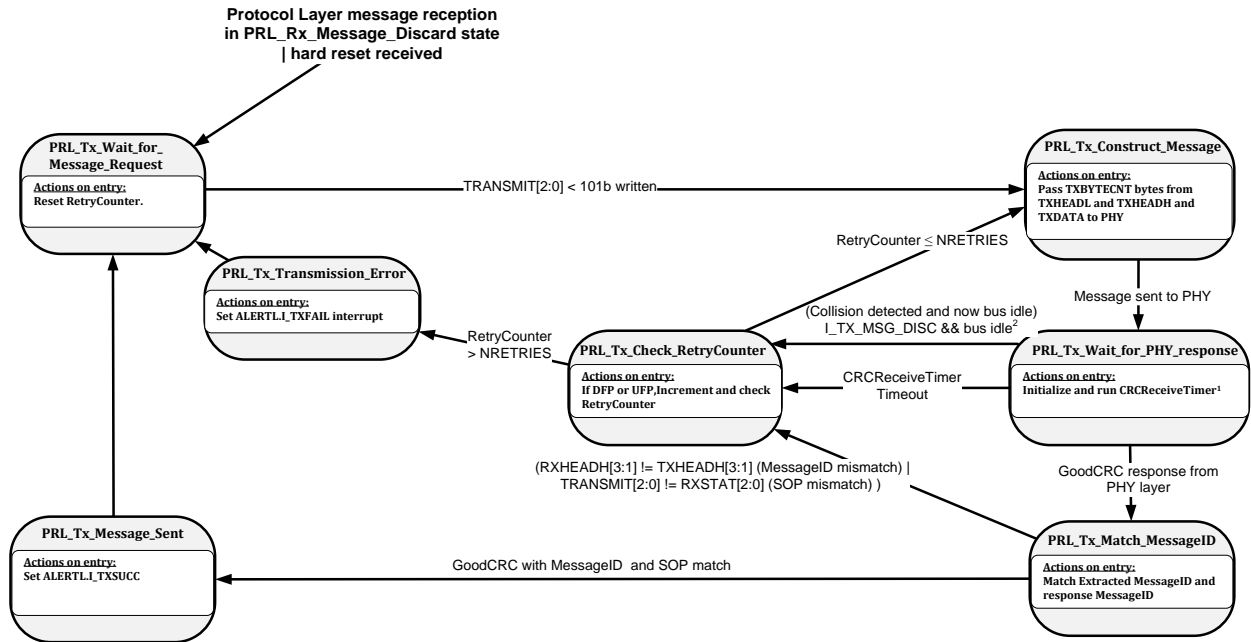 Protocol Layer message reception
in PRL_Rx_Message_Discard state
| hard reset received
PRL_Tx_Wait_for_
Message_Request
Actions on entry:
Reset RetryCounter.
TRANSMIT[2:0] < 101b written
PRL_Tx_Construct_Message
Actions on entry:
Pass TXBYTECNT bytes from
TXHEADL and TXHEADH and
TXDATA to PHY
RetryCounter ≤ NRETRIES
PRL_Tx_Transmission_Error
Actions on entry:
Set ALERTL.I_TXFAIL interrupt
Message sent to PHY
(Collision detected and now bus idle)
I_TX_MSG_DISC && bus idle²
RetryCounter
> NRETRIES
PRL_Tx_Check_RetryCounter
Actions on entry:
If DFP or UFP,Increment and check
RetryCounter
CRCReceiveTimer
Timeout
PRL_Tx_Wait_for_PHY_response
Actions on entry:
Initialize and run CRCReceiveTimer¹
(RXHEADH[3:1] != TXHEADH[3:1] (MessageID mismatch) |
TRANSMIT[2:0] != RXSTAT[2:0] (SOP mismatch) )
GoodCRC response from
PHY layer
PRL_Tx_Message_Sent
Actions on entry:
Set ALERTL.I_TXSUCC
GoodCRC with MessageID and SOP match
PRL_Tx_Match_MessageID
Actions on entry:
Match Extracted MessageID and
response MessageID